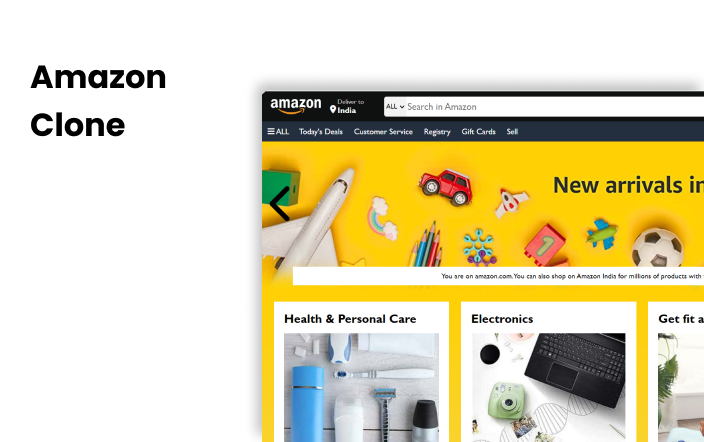 Amazon
Clone
amazon
Deliver to
India
ALL
Search in Amazon
ALL Today's Deals Customer Service Registry Gift Cards Sell
New arrivals in
1
You are on amazon.com. You can also shop on Amazon India for millions of products with
Health & Personal Care
Electronics
Get fit a